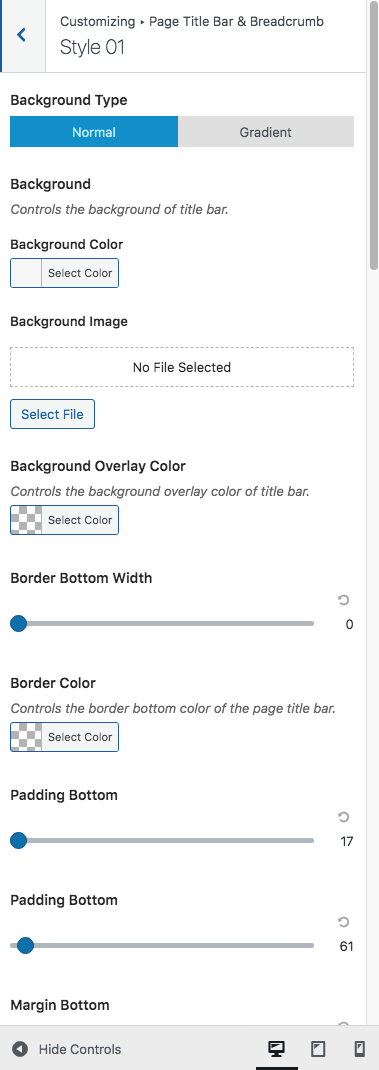 Customizing ▸ Page Title Bar & Breadcrumb
Style 01
Background Type
Normal
Gradient
Background
Controls the background of title bar.
Background Color
Select Color
Background Image
No File Selected
Select File
Background Overlay Color
Controls the background overlay color of title bar.
Select Color
Border Bottom Width
0
Border Color
Controls the border bottom color of the page title bar.
Select Color
Padding Bottom
17
Padding Bottom
61
Margin Bottom
Hide Controls